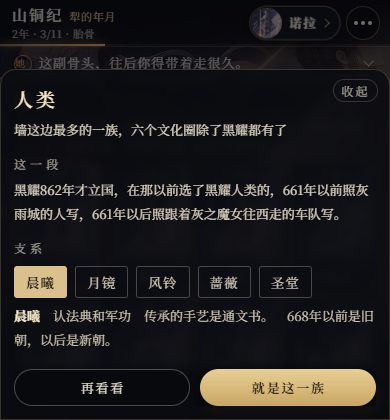 山铜纪 犁的年月
诺拉
2年 · 3/11 · 胎骨
这副骨头，往后你得带着走很久。
收起
人类
墙这边最多的一族，六个文化圈除了黑耀都有了
这一段
黑耀862年才立国，在那以前选了黑耀人类的，661年以前照灰
雨城的人写，661年以后照跟着灰之魔女往西走的车队写。
支系
晨曦 月镜 风铃 蔷薇 圣堂
晨曦 认法典和军功 传承的手艺是通文书。 668年以前是旧
朝，以后是新朝。
再看看 就是这一族